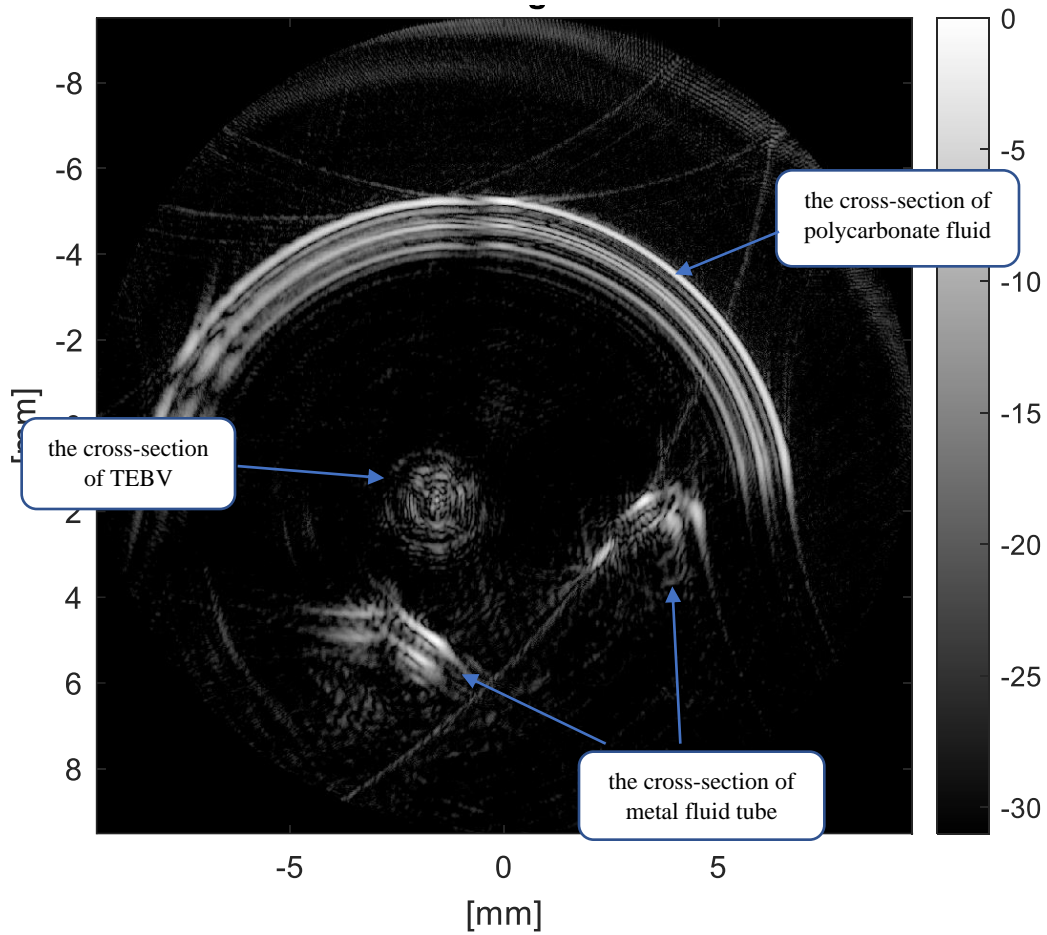 0
-8
-5
-6
the cross-section of
polycarbonate fluid
-4
-10
-2
-15
the cross-section
of TEBV
2
-20
4
-25
6
the cross-section of
metal fluid tube
8
-30
-5
0
5
[mm]